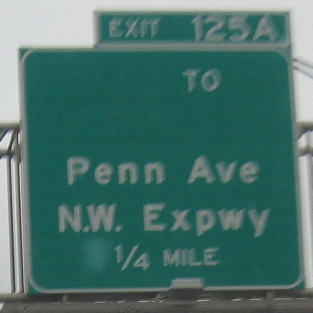 EXIT 125A
TO
Penn Ave
N.W. Expwy
1/4 MILE